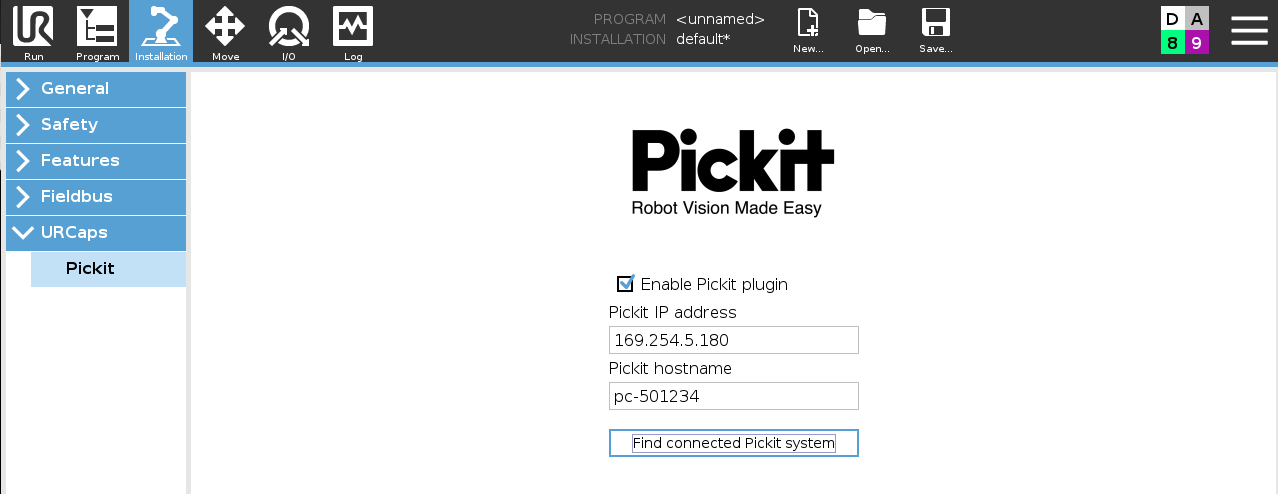 UR
Run
Program
Installation
Move
I/O
Log
PROGRAM <unnamed>
INSTALLATION default*
New...
Open...
Save...
D A
8 9
General
Safety
Features
Fieldbus
URCaps
Pickit
Pickit
Robot Vision Made Easy
Enable Pickit plugin
Pickit IP address
169.254.5.180
Pickit hostname
pc-501234
Find connected Pickit system